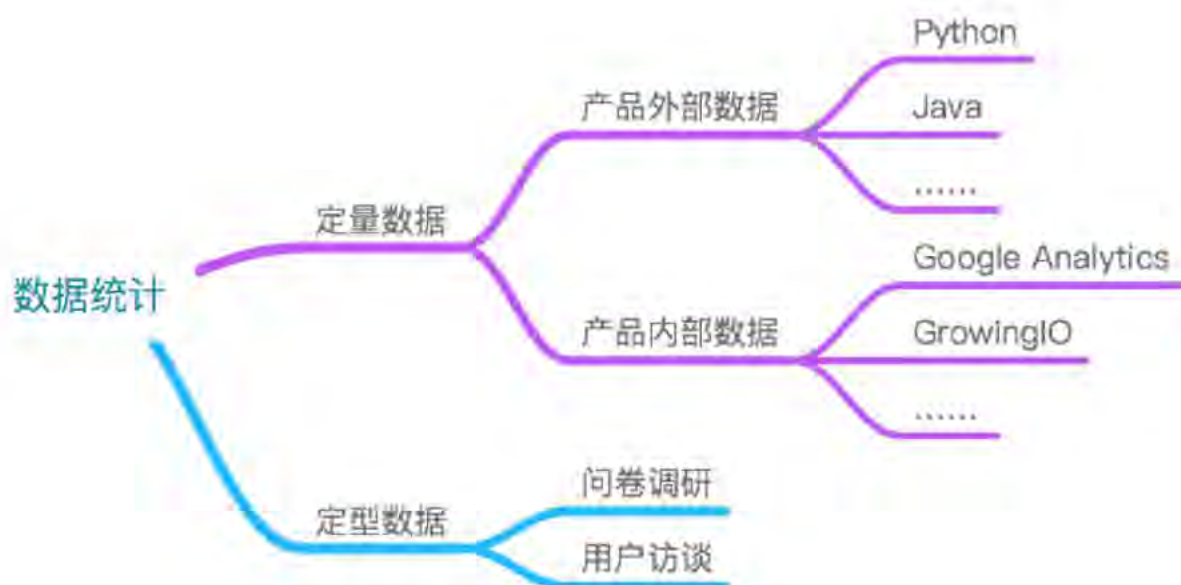 数据统计
定量数据
产品外部数据
Python
Java
……
产品内部数据
Google Analytics
GrowingIO
……
定型数据
问卷调研
用户访谈